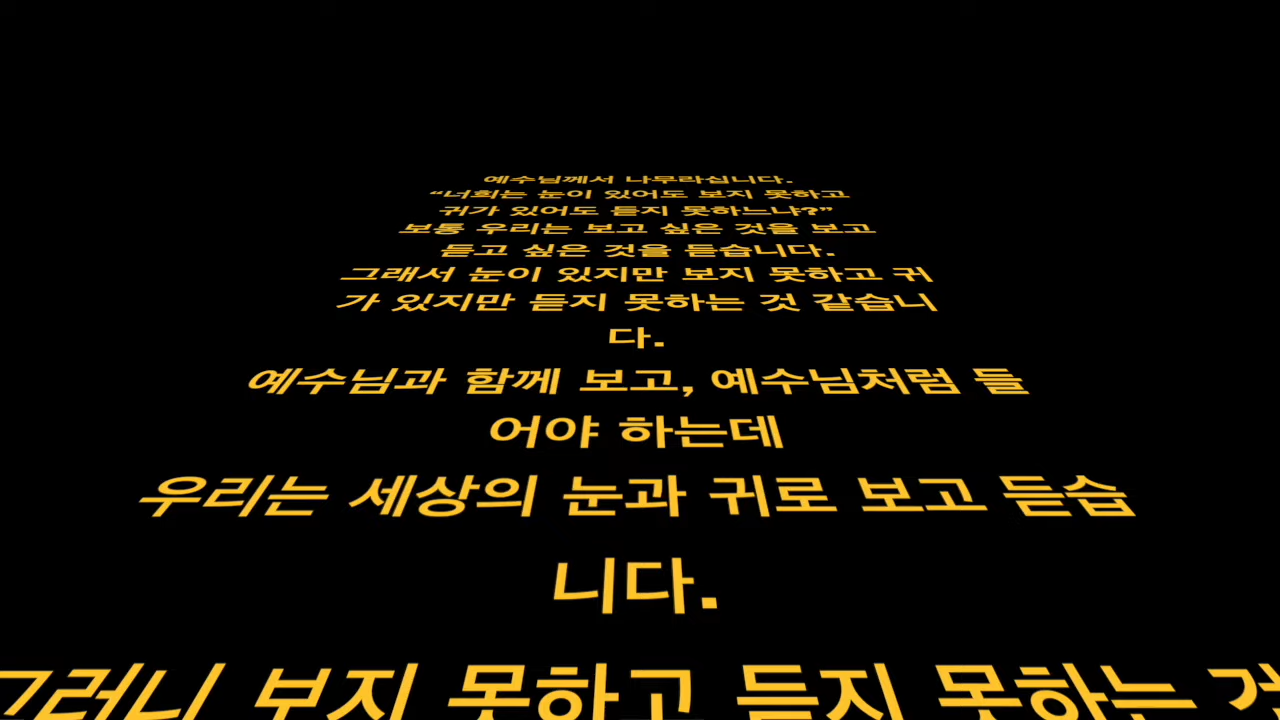 예수님께서 나무라십니다.
“너희는 눈이 있어도 보지 못하고
귀가 있어도 듣지 못하느냐?”
보통 우리는 보고 싶은 것을 보고
듣고 싶은 것을 듣습니다.
그래서 눈이 있지만 보지 못하고 귀
가 있지만 듣지 못하는 것 같습니
다.
예수님과 함께 보고, 예수님처럼 들
어야 하는데
우리는 세상의 눈과 귀로 보고 듣습
니다.
그러니 보지 못하고 듣지 못하는 것